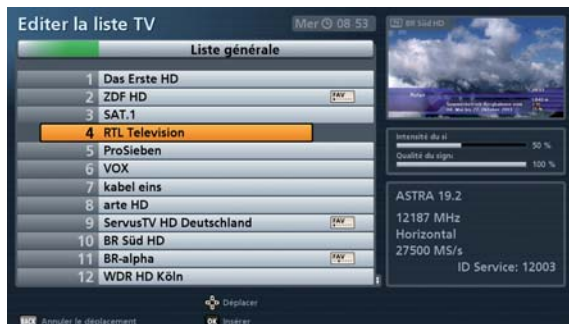 Editer la liste TV
Mer 08 53
BR Süd HD
Liste générale
1 Das Erste HD
2 ZDF HD FAV
3 SAT.1
4 RTL Television
5 ProSieben
6 VOX
7 kabel eins
8 arte HD
9 ServusTV HD Deutschland FAV
10 BR Süd HD
11 BR-alpha FAV
12 WDR HD Köln
Intensité du si
50 %
Qualité du sign
100 %
ASTRA 19.2
12187 MHz
Horizontal
27500 MS/s
ID Service: 12003
Déplacer
BACK Annuler le déplacement
OK Insérer